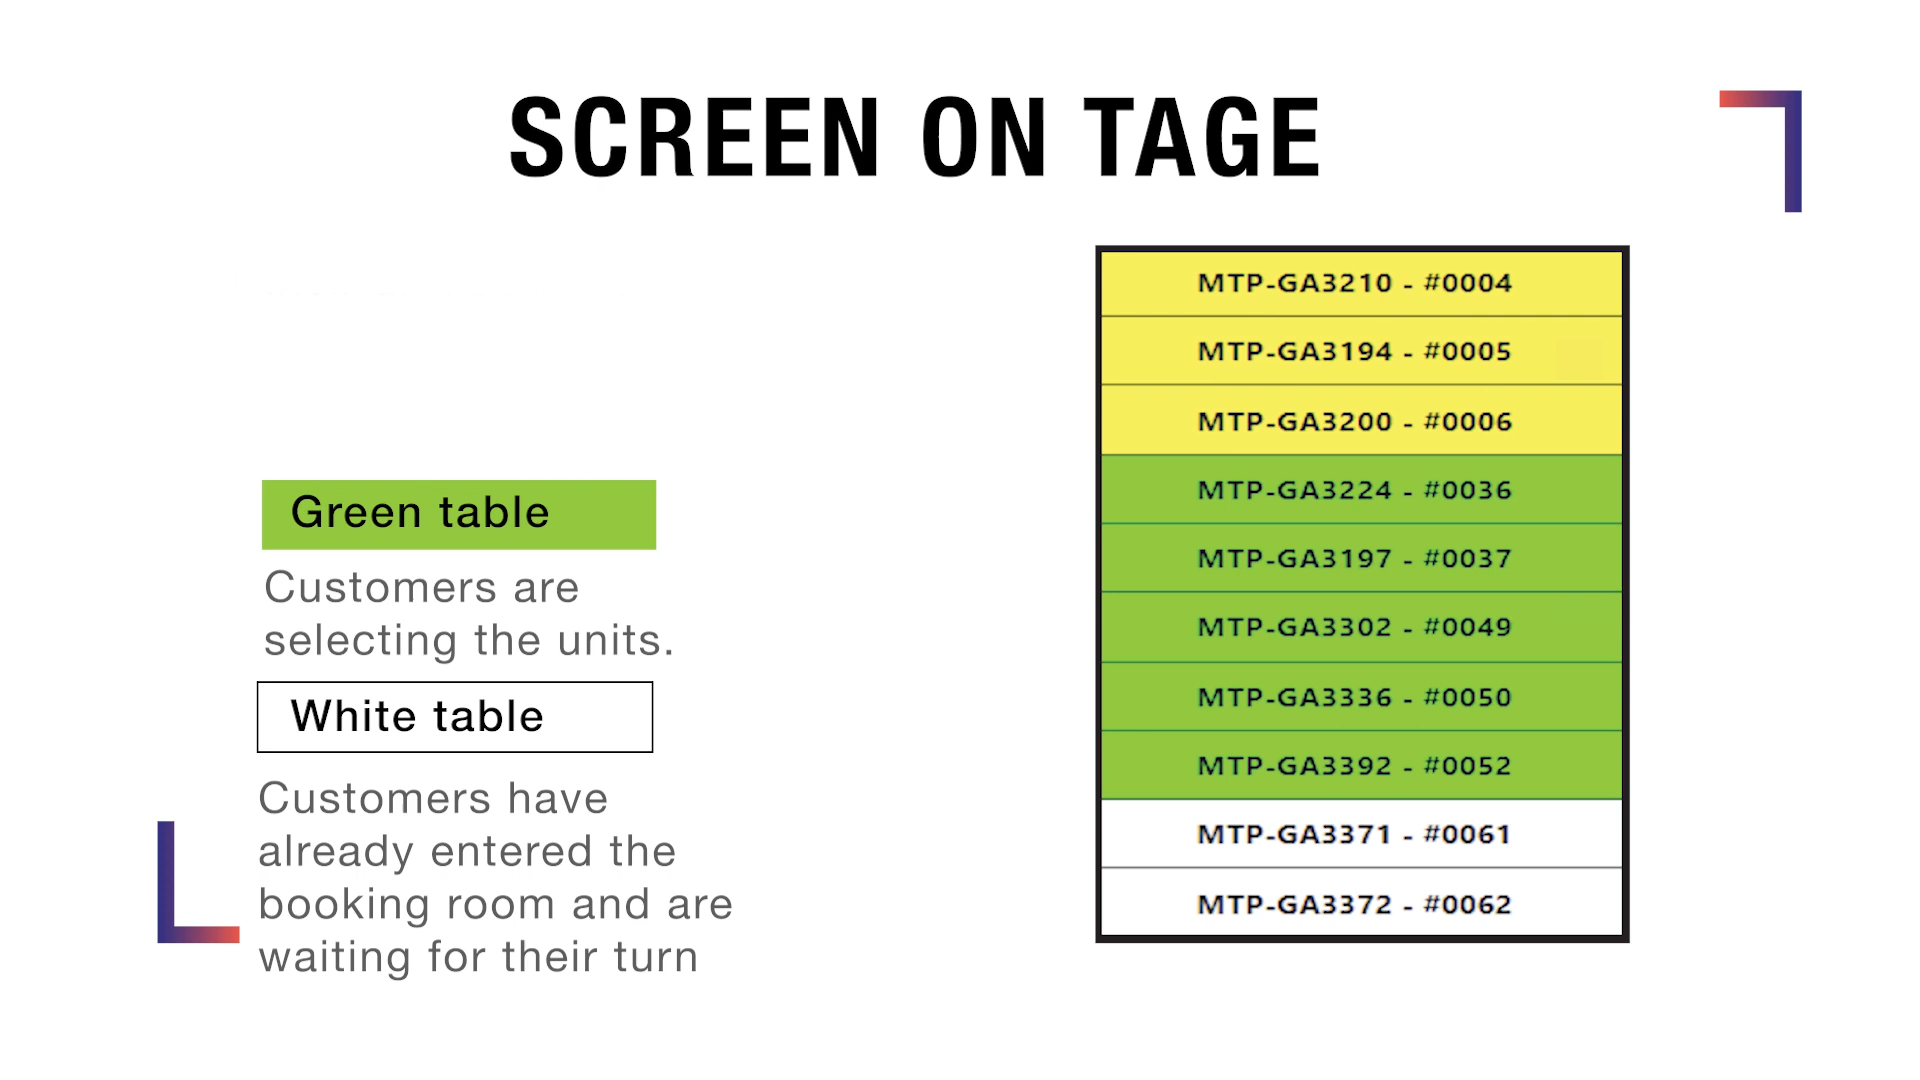 SCREEN ON TAGE
Green table
Customers are
selecting the units.
White table
Customers have
already entered the
booking room and are
waiting for their turn
MTP-GA3210 - #0004
MTP-GA3194 - #0005
MTP-GA3200 - #0006
MTP-GA3224 - #0036
MTP-GA3197 - #0037
MTP-GA3302 - #0049
MTP-GA3336 - #0050
MTP-GA3392 - #0052
MTP-GA3371 - #0061
MTP-GA3372 - #0062